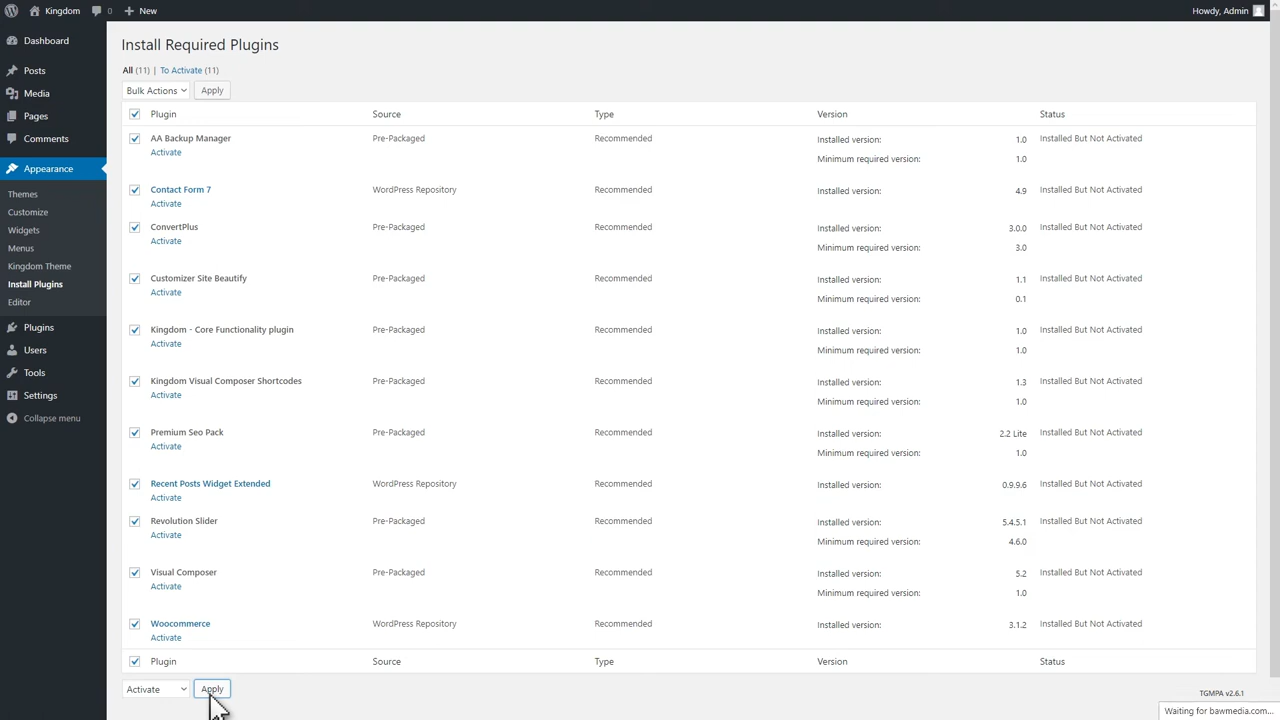 Kingdom 0 New Howdy, Admin
Dashboard
Posts
Media
Pages
Comments
Appearance
Themes
Customize
Widgets
Menus
Kingdom Theme
Install Plugins
Editor
Plugins
Users
Tools
Settings
Collapse menu
Install Required Plugins
All (11) | To Activate (11)
Bulk Actions Apply
Plugin Source Type Version Status
AA Backup Manager Pre-Packaged Recommended Installed version: 1.0 Installed But Not Activated
Activate Minimum required version: 1.0
Contact Form 7 WordPress Repository Recommended Installed version: 4.9 Installed But Not Activated
Activate
ConvertPlus Pre-Packaged Recommended Installed version: 3.0.0 Installed But Not Activated
Activate Minimum required version: 3.0
Customizer Site Beautify Pre-Packaged Recommended Installed version: 1.1 Installed But Not Activated
Activate Minimum required version: 0.1
Kingdom - Core Functionality plugin Pre-Packaged Recommended Installed version: 1.0 Installed But Not Activated
Activate Minimum required version: 1.0
Kingdom Visual Composer Shortcodes Pre-Packaged Recommended Installed version: 1.3 Installed But Not Activated
Activate Minimum required version: 1.0
Premium Seo Pack Pre-Packaged Recommended Installed version: 2.2 Lite Installed But Not Activated
Activate Minimum required version: 1.0
Recent Posts Widget Extended WordPress Repository Recommended Installed version: 0.9.9.6 Installed But Not Activated
Activate
Revolution Slider Pre-Packaged Recommended Installed version: 5.4.5.1 Installed But Not Activated
Activate Minimum required version: 4.6.0
Visual Composer Pre-Packaged Recommended Installed version: 5.2 Installed But Not Activated
Activate Minimum required version: 1.0
Woocommerce WordPress Repository Recommended Installed version: 3.1.2 Installed But Not Activated
Activate
Plugin Source Type Version Status
Activate Apply
TGMPA v2.6.1
Waiting for bawmedia.com...